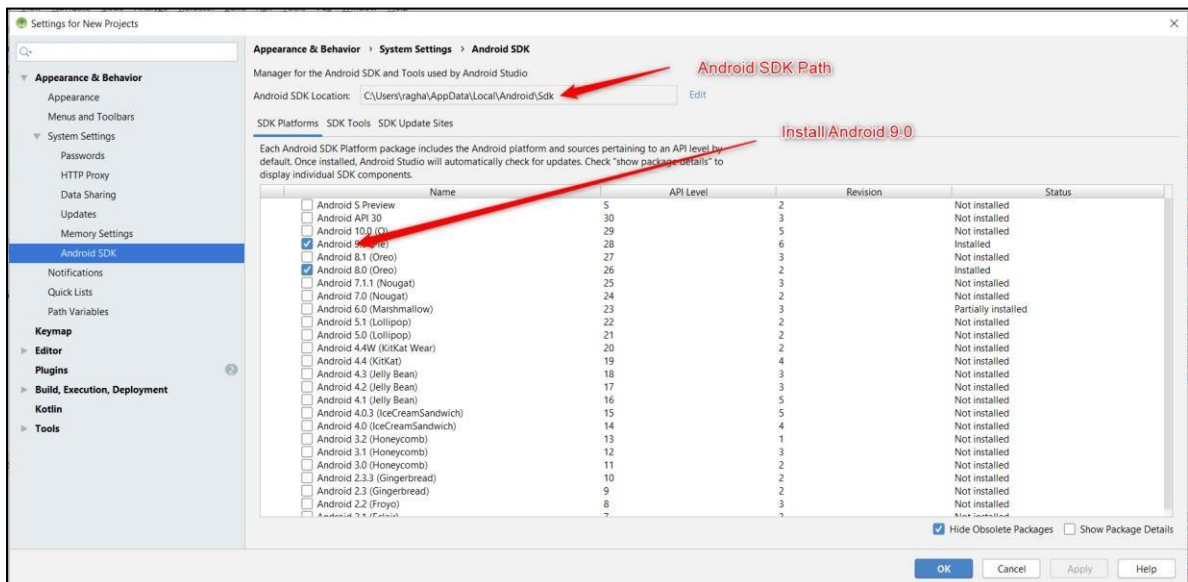 Settings for New Projects
Appearance & Behavior
Appearance
Menus and Toolbars
System Settings
Passwords
HTTP Proxy
Data Sharing
Updates
Memory Settings
Android SDK
Notifications
Quick Lists
Path Variables
Keymap
Editor
Plugins 2
Build, Execution, Deployment
Kotlin
Tools
Appearance & Behavior › System Settings › Android SDK
Manager for the Android SDK and Tools used by Android Studio
Android SDK Path
Android SDK Location: C:\Users\ragha\AppData\Local\Android\Sdk Edit
SDK Platforms SDK Tools SDK Update Sites
Install Android 9.0
Each Android SDK Platform package includes the Android platform and sources pertaining to an API level by
default. Once installed, Android Studio will automatically check for updates. Check "show package details" to
display individual SDK components.
Name API Level Revision Status
Android S Preview S 2 Not installed
Android API 30 30 3 Not installed
Android 10.0 (Q) 29 5 Not installed
Android 28 6 Installed
Android 8.1 (Oreo) 27 3 Not installed
Android 8.0 (Oreo) 26 2 Installed
Android 7.1.1 (Nougat) 25 3 Not installed
Android 7.0 (Nougat) 24 2 Not installed
Android 6.0 (Marshmallow) 23 3 Partially installed
Android 5.1 (Lollipop) 22 2 Not installed
Android 5.0 (Lollipop) 21 2 Not installed
Android 4.4W (KitKat Wear) 20 2 Not installed
Android 4.4 (KitKat) 19 4 Not installed
Android 4.3 (Jelly Bean) 18 3 Not installed
Android 4.2 (Jelly Bean) 17 3 Not installed
Android 4.1 (Jelly Bean) 16 5 Not installed
Android 4.0.3 (IceCreamSandwich) 15 5 Not installed
Android 4.0 (IceCreamSandwich) 14 4 Not installed
Android 3.2 (Honeycomb) 13 1 Not installed
Android 3.1 (Honeycomb) 12 3 Not installed
Android 3.0 (Honeycomb) 11 2 Not installed
Android 2.3.3 (Gingerbread) 10 2 Not installed
Android 2.3 (Gingerbread) 9 2 Not installed
Android 2.2 (Froyo) 8 3 Not installed
Android 2.1 (Eclair) 7 Not installed
Hide Obsolete Packages Show Package Details
OK Cancel Apply Help